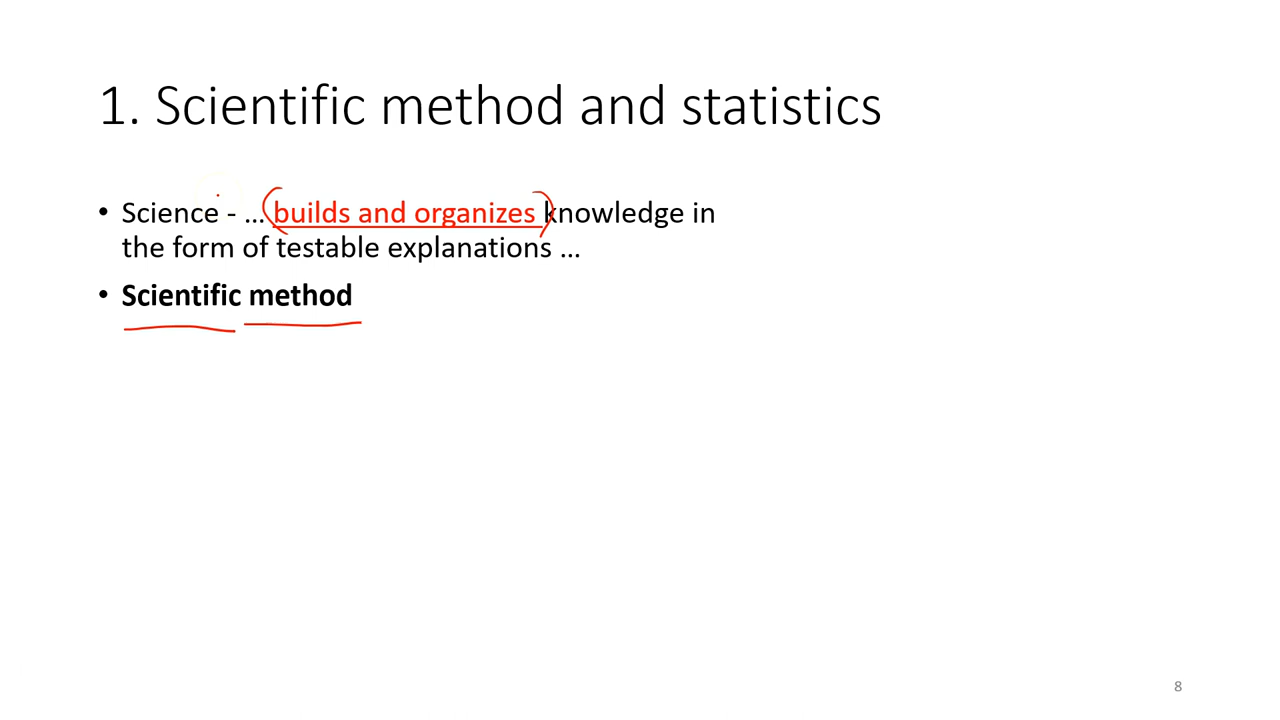 1. Scientific method and statistics
• Science - … builds and organizes knowledge in
the form of testable explanations …
• Scientific method
8